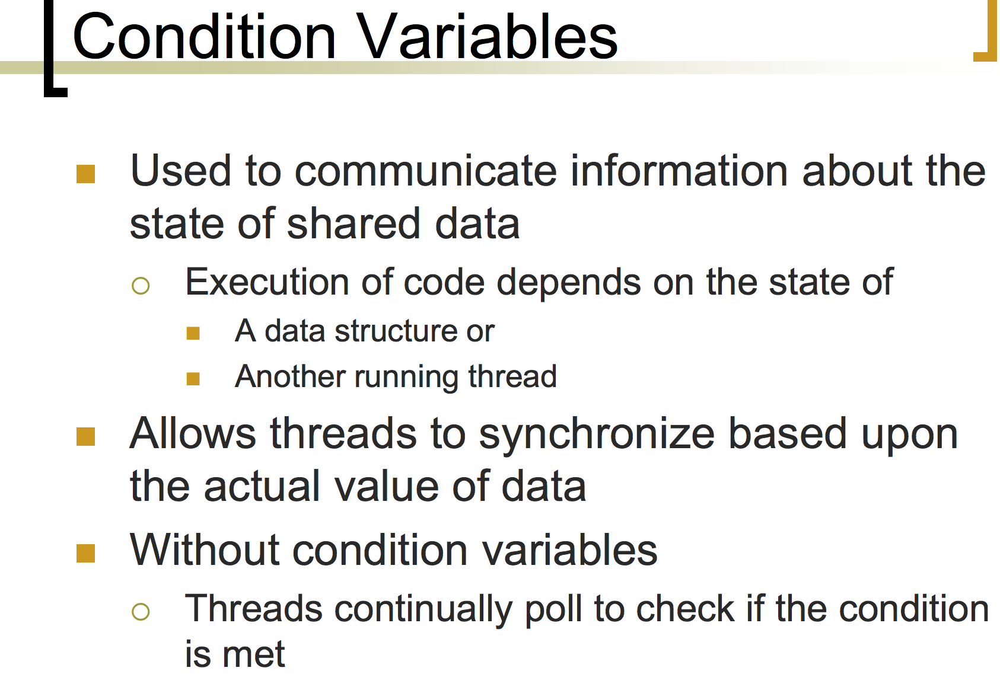 Condition Variables
Used to communicate information about the
state of shared data
Execution of code depends on the state of
A data structure or
Another running thread
Allows threads to synchronize based upon
the actual value of data
Without condition variables
Threads continually poll to check if the condition
is met